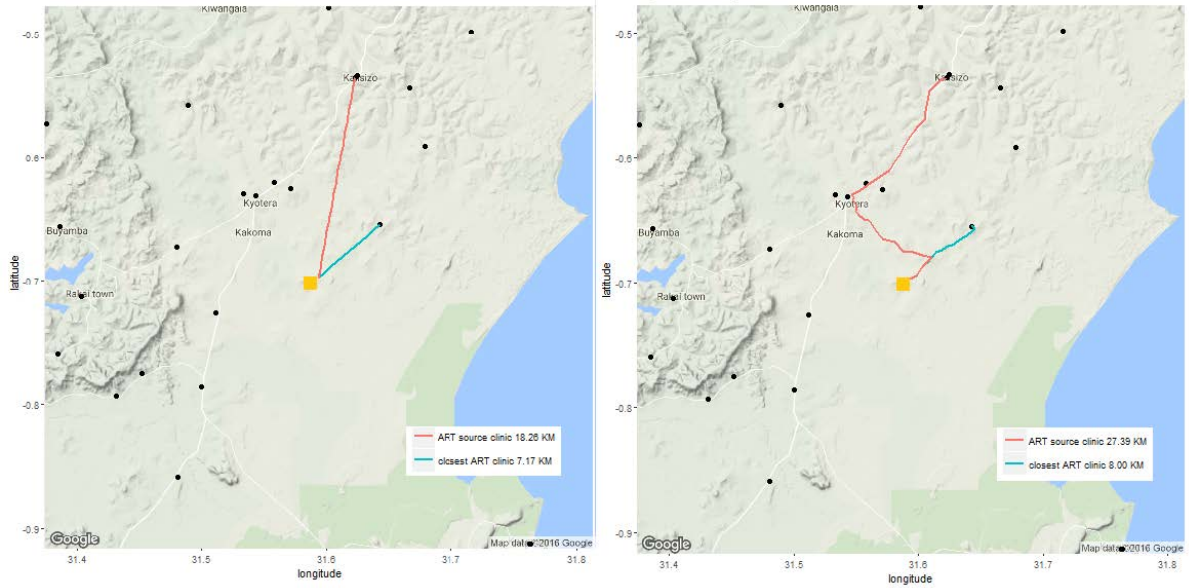 Kiwangala
-0.5
Kalisizo
-0.6
Kyotera
Kakoma
Buyamba
-0.7
Rakai town
-0.8
-0.9
latitude
ART source clinic 18.26 KM
closest ART clinic 7.17 KM
Google
Map data ©2016 Google
31.4 31.5 31.6 31.7 31.8
longitude
Kiwangala
-0.5
Kalisizo
-0.6
Kyotera
Kakoma
Buyamba
-0.7
Rakai town
-0.8
-0.9
latitude
ART source clinic 27.39 KM
closest ART clinic 8.00 KM
Google
Map data ©2016 Google
31.4 31.5 31.6 31.7 31.8
longitude